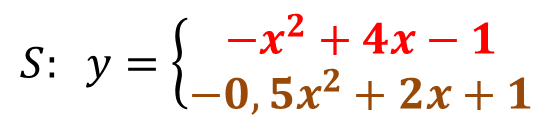 S: y = { −x² + 4x − 1
−0,5x² + 2x + 1